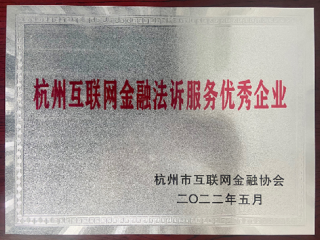 杭州互联网金融法诉服务优秀企业
杭州市互联网金融协会
二〇二二年五月